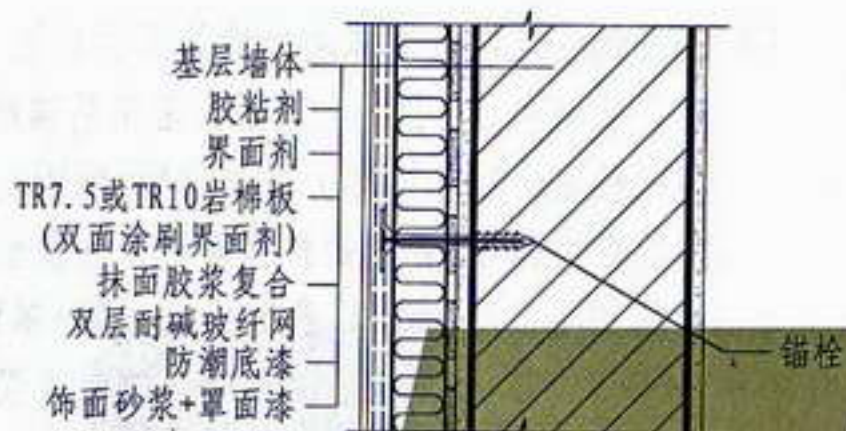 基层墙体
胶粘剂
界面剂
TR7.5或TR10岩棉板
(双面涂刷界面剂)
抹面胶浆复合
双层耐碱玻纤网
防潮底漆
饰面砂浆+罩面漆
锚栓